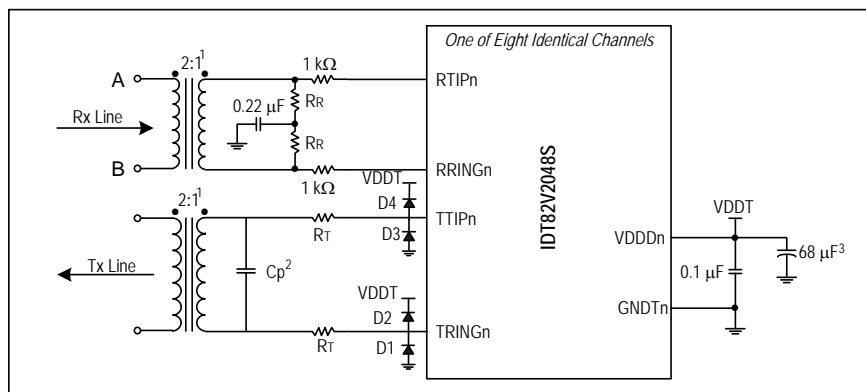 One of Eight Identical Channels
A
2:1¹
1 kΩ
RTIPn
0.22 µF
RR
Rx Line
RR
B
RRINGn
1 kΩ
VDDT
2:1¹
D4
TTIPn
RT
D3
Tx Line
Cp²
VDDT
D2
TRINGn
RT
D1
IDT82V2048S
VDDT
VDDDn
68 µF³
0.1 µF
GNDTn